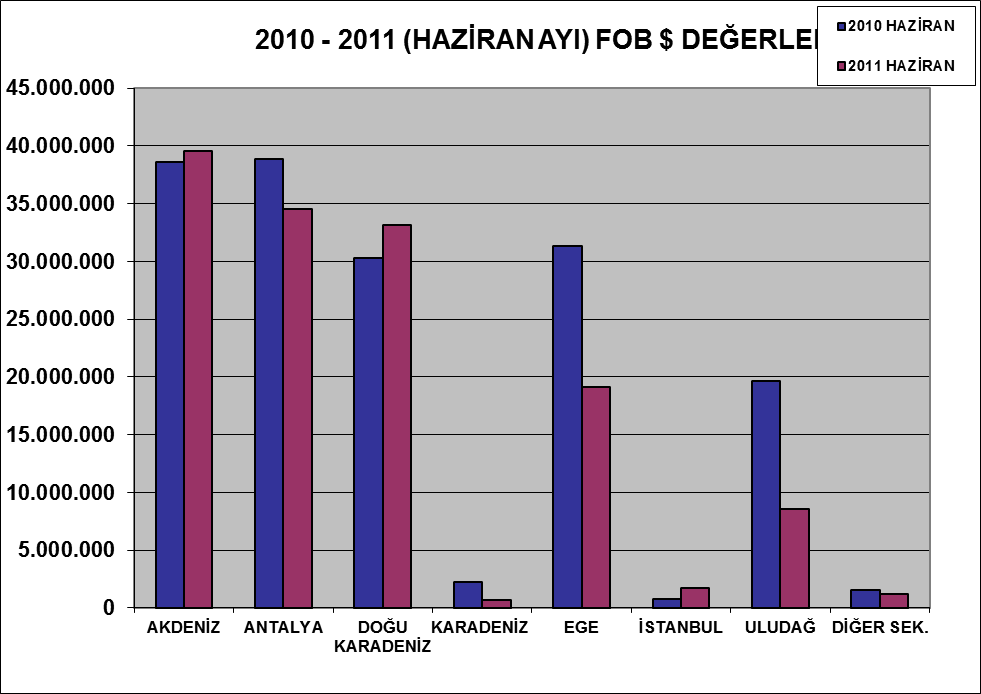 2010 - 2011 (HAZİRAN AYI) FOB $ DEĞERLE
2010 HAZİRAN
2011 HAZİRAN
45.000.000
40.000.000
35.000.000
30.000.000
25.000.000
20.000.000
15.000.000
10.000.000
5.000.000
0
AKDENİZ
ANTALYA
DOĞU
KARADENİZ
KARADENİZ
EGE
İSTANBUL
ULUDAĞ
DİĞER SEK.